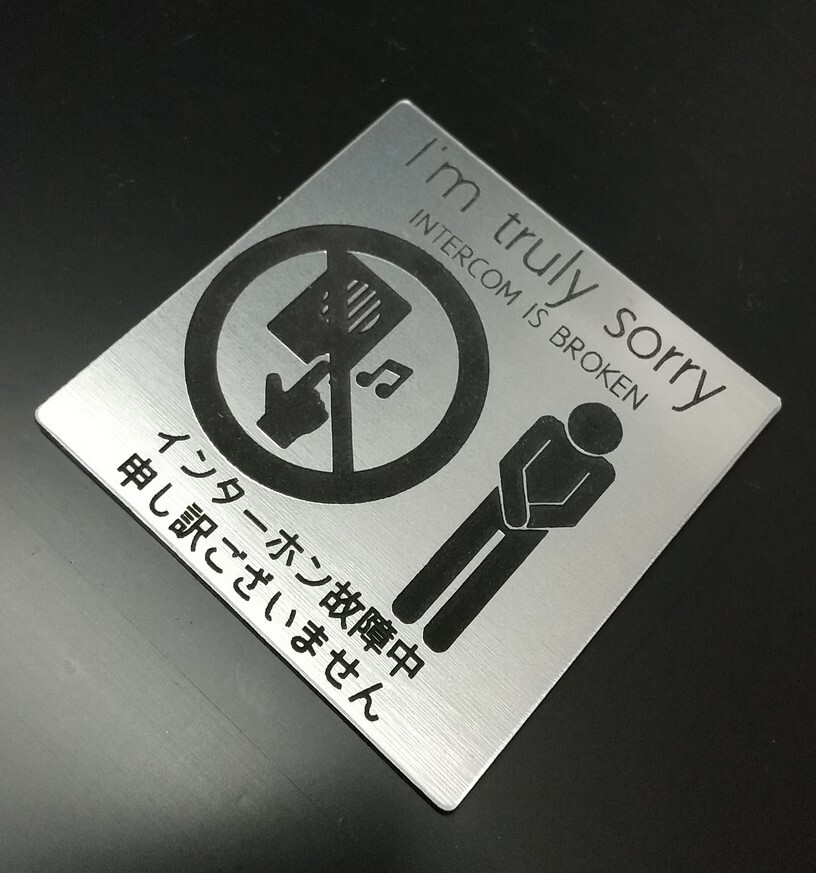 I'm truly sorry
INTERCOM IS BROKEN
インターホン故障中
申し訳ございません